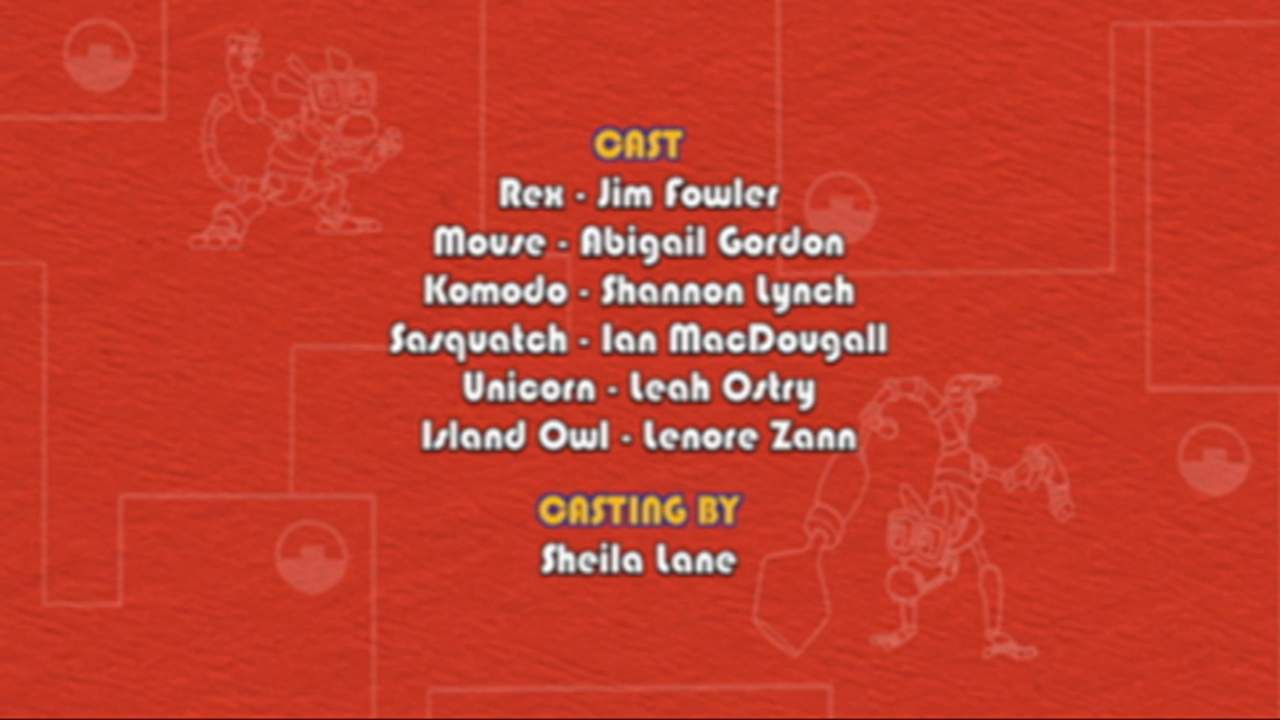 CAST
Rex - Jim Fowler
Mouse - Abigail Gordon
Komodo - Shannon Lynch
Sasquatch - Ian MacDougall
Unicorn - Leah Ostry
Island Owl - Lenore Zann
CASTING BY
Sheila Lane